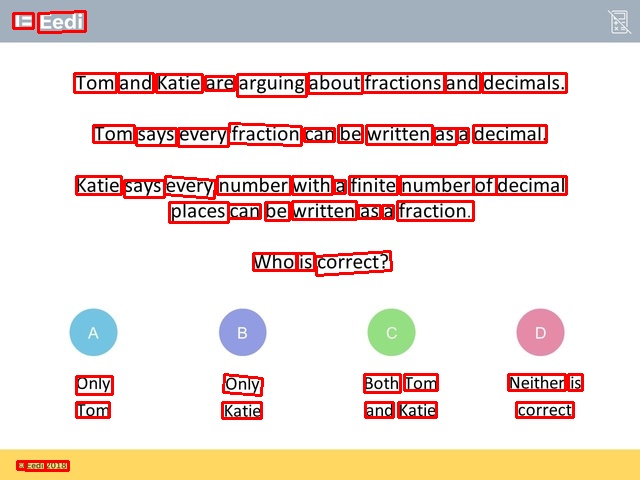 Eedi
Tom and Katie are arguing about fractions and decimals.
Tom says every fraction can be written as a decimal.
Katie says every number with a finite number of decimal
places can be written as a fraction.
Who is correct?
A B C D
Only Only Both Tom Neither is
Tom Katie and Katie correct
© Eedi 2018